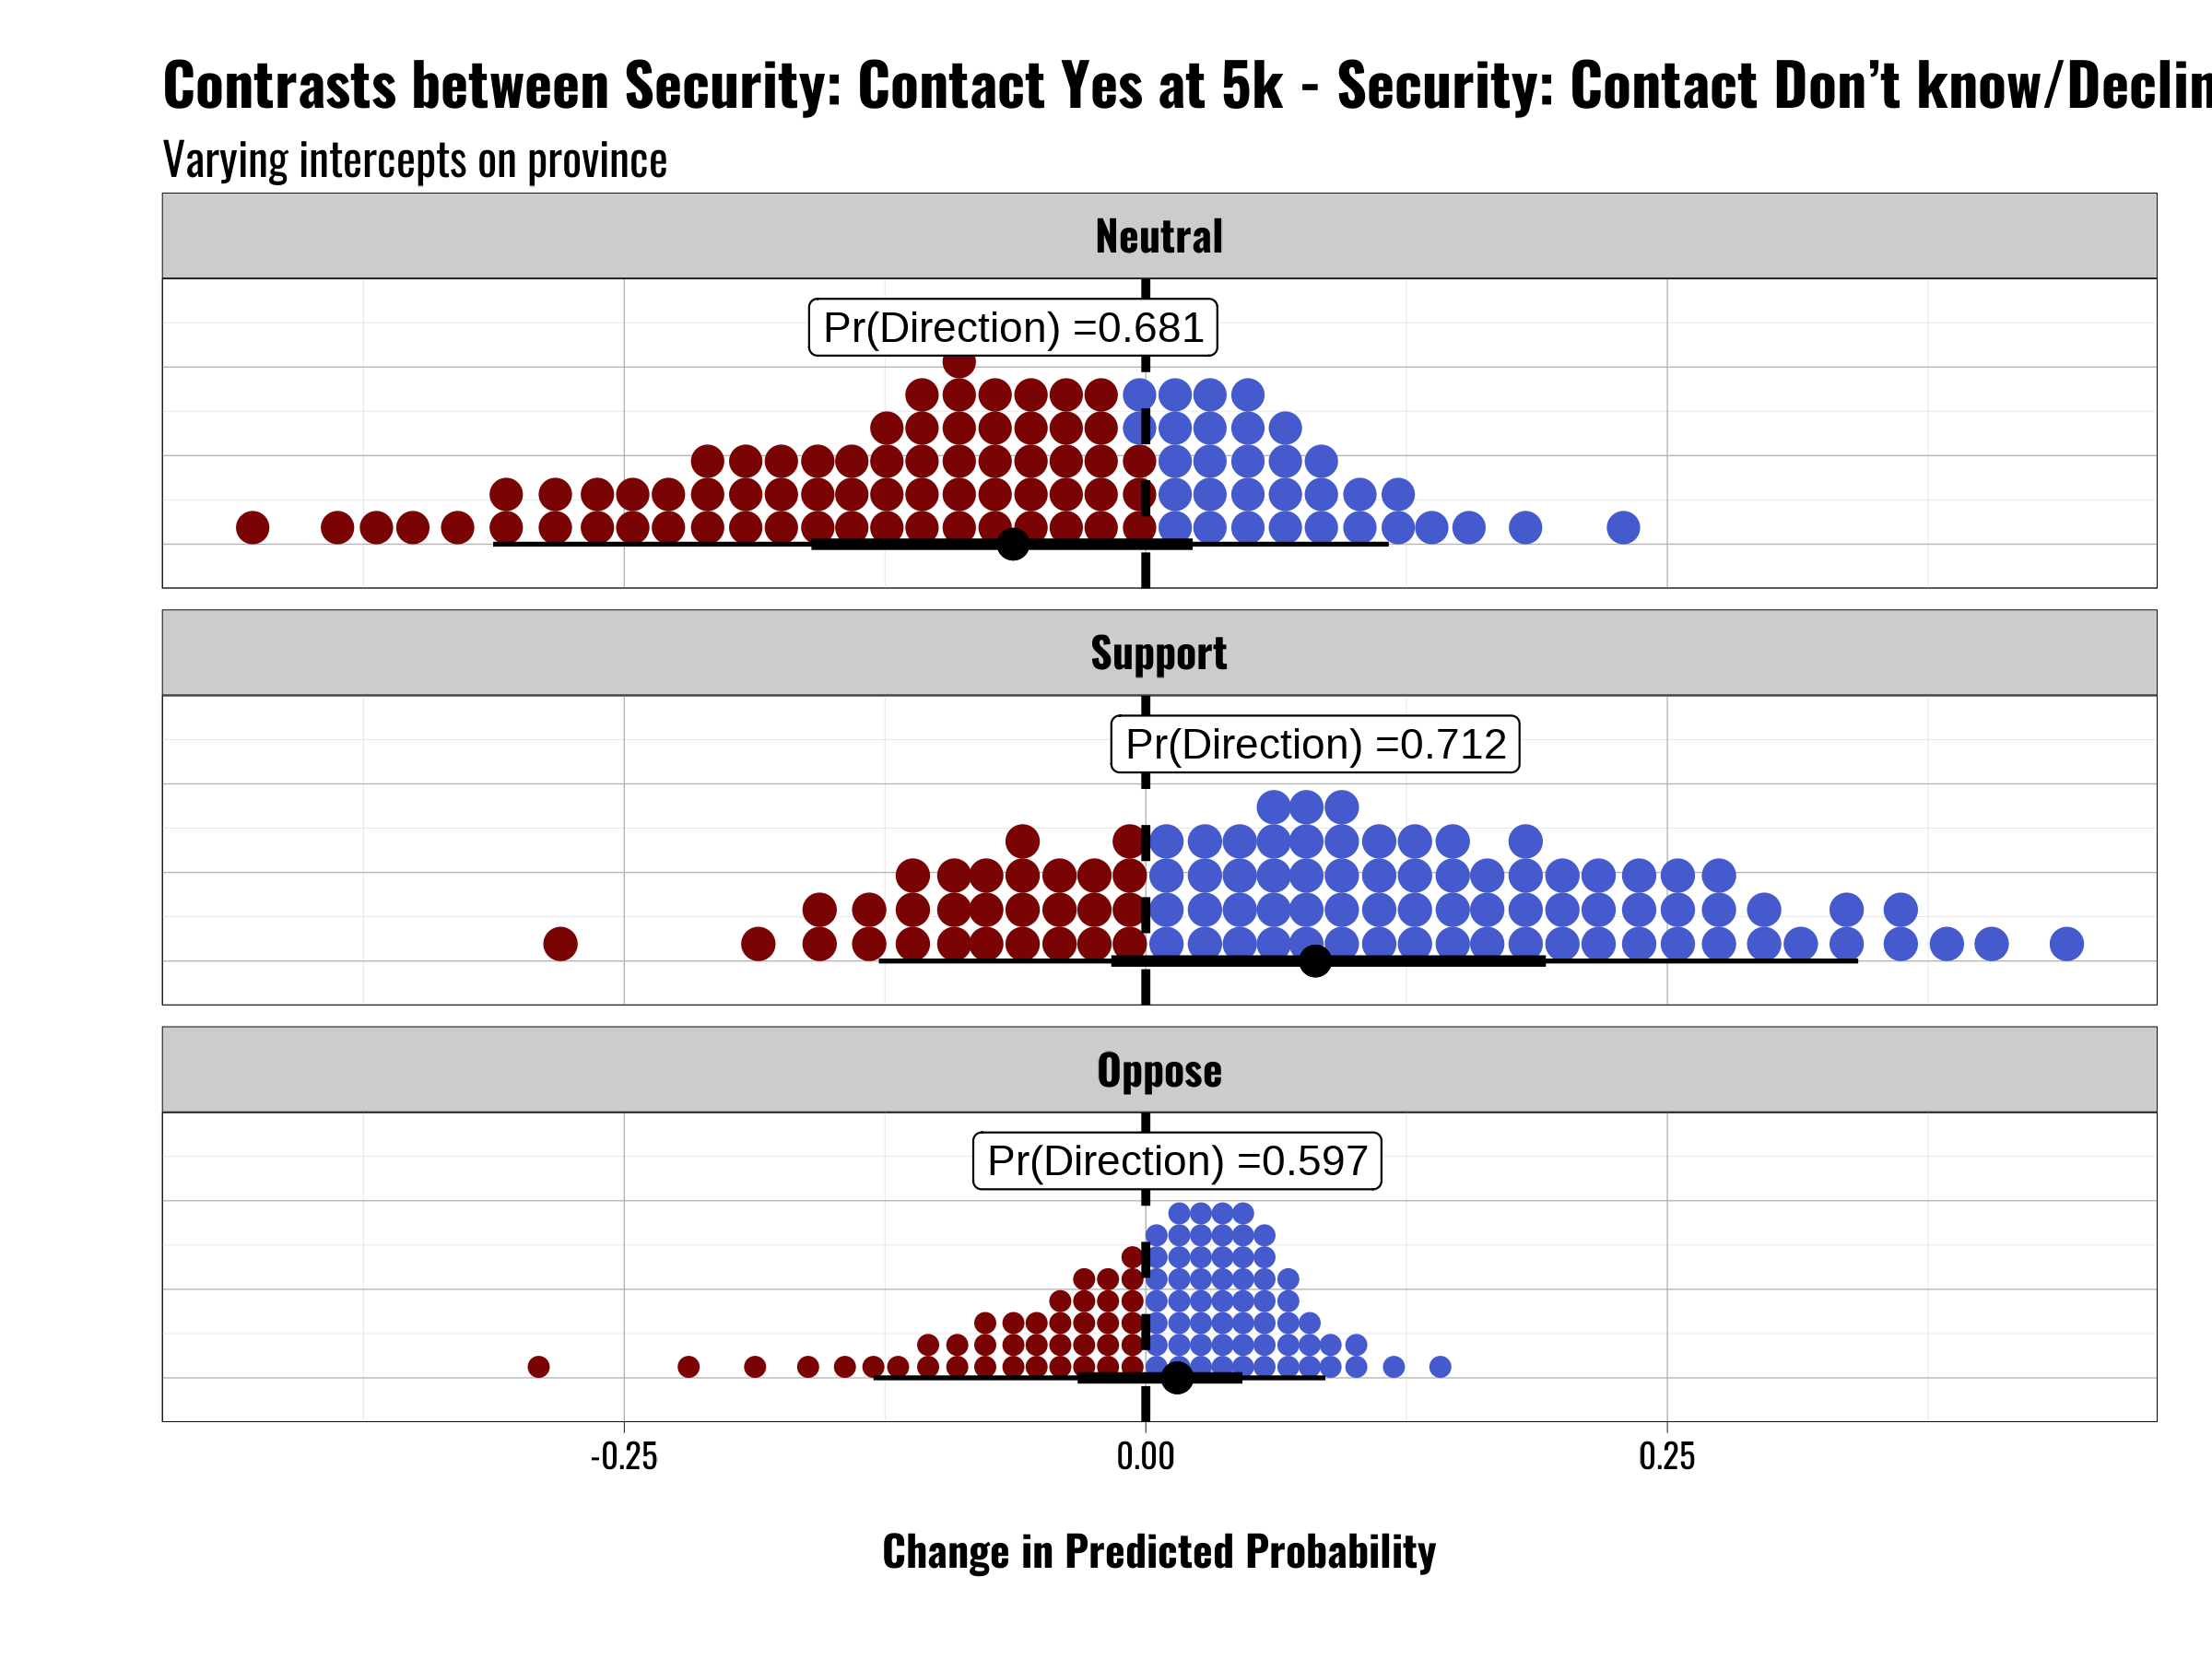 Contrasts between Security: Contact Yes at 5k - Security: Contact Don’t know/Declin
Varying intercepts on province
Neutral
Pr(Direction) =0.681
Support
Pr(Direction) =0.712
Oppose
Pr(Direction) =0.597
-0.25 0.00 0.25
Change in Predicted Probability